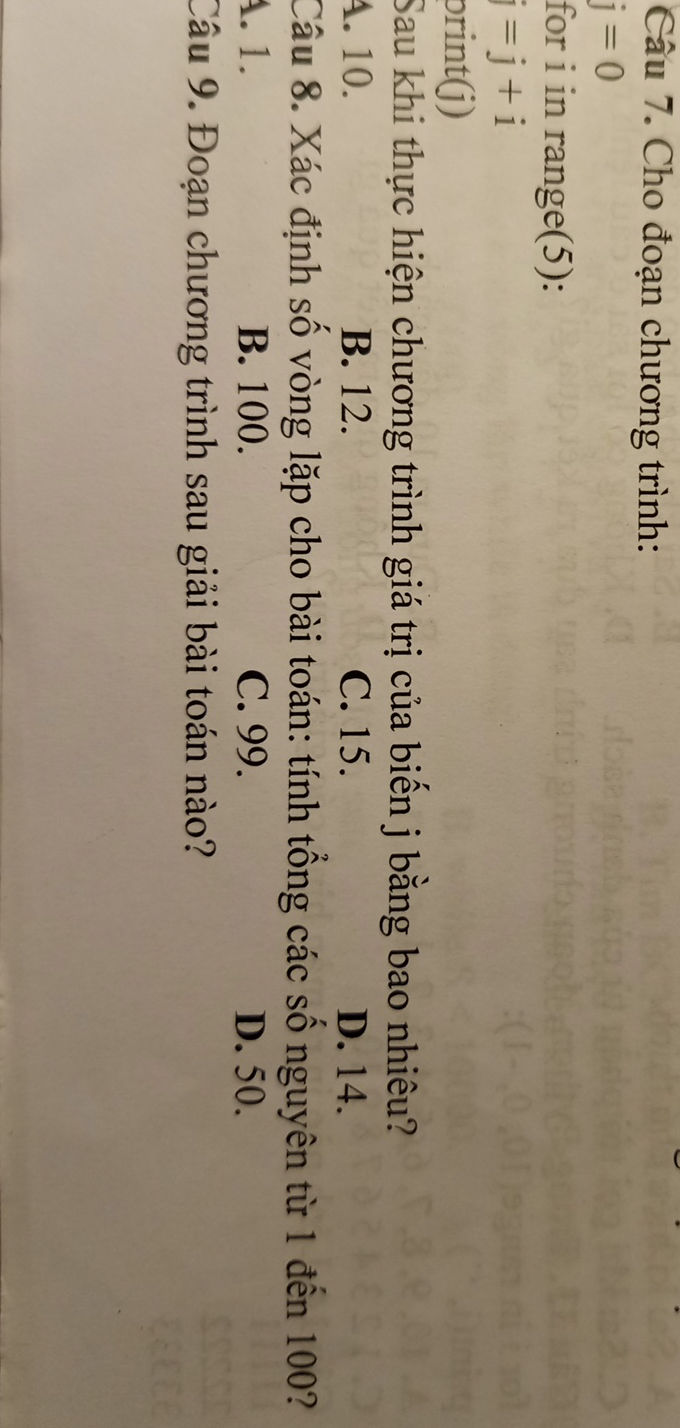 Câu 7. Cho đoạn chương trình:
j = 0
for i in range(5):
j = j + i
print(j)
Sau khi thực hiện chương trình giá trị của biến j bằng bao nhiêu?
A. 10. B. 12. C. 15. D. 14.
Câu 8. Xác định số vòng lặp cho bài toán: tính tổng các số nguyên từ 1 đến 100?
A. 1. B. 100. C. 99. D. 50.
Câu 9. Đoạn chương trình sau giải bài toán nào?